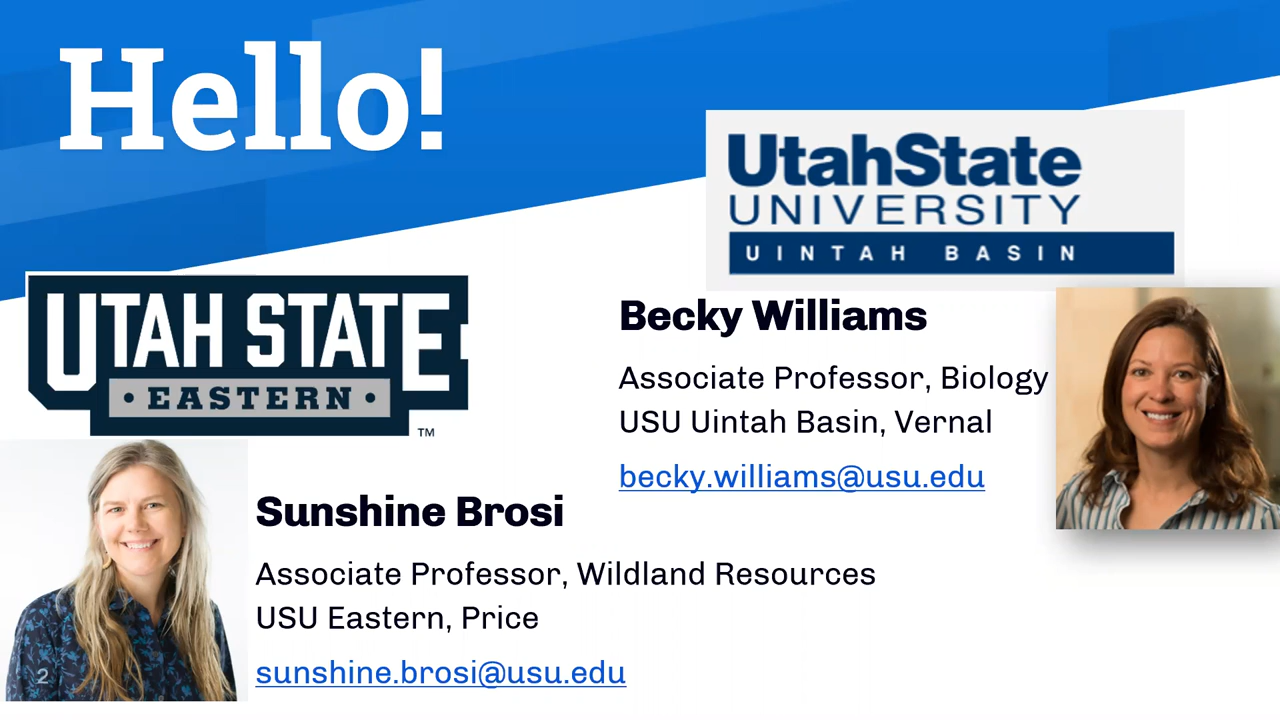 Hello!
UtahState
UNIVERSITY
UINTAH BASIN
UTAH STATE
• EASTERN •
TM
Becky Williams
Associate Professor, Biology
USU Uintah Basin, Vernal
becky.williams@usu.edu
Sunshine Brosi
Associate Professor, Wildland Resources
USU Eastern, Price
sunshine.brosi@usu.edu
2